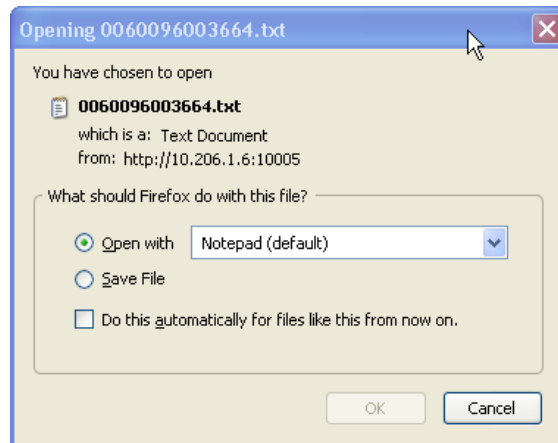 Opening 0060096003664.txt
You have chosen to open
0060096003664.txt
which is a: Text Document
from: http://10.206.1.6:10005
What should Firefox do with this file?
Open with Notepad (default)
Save File
Do this automatically for files like this from now on.
OK Cancel